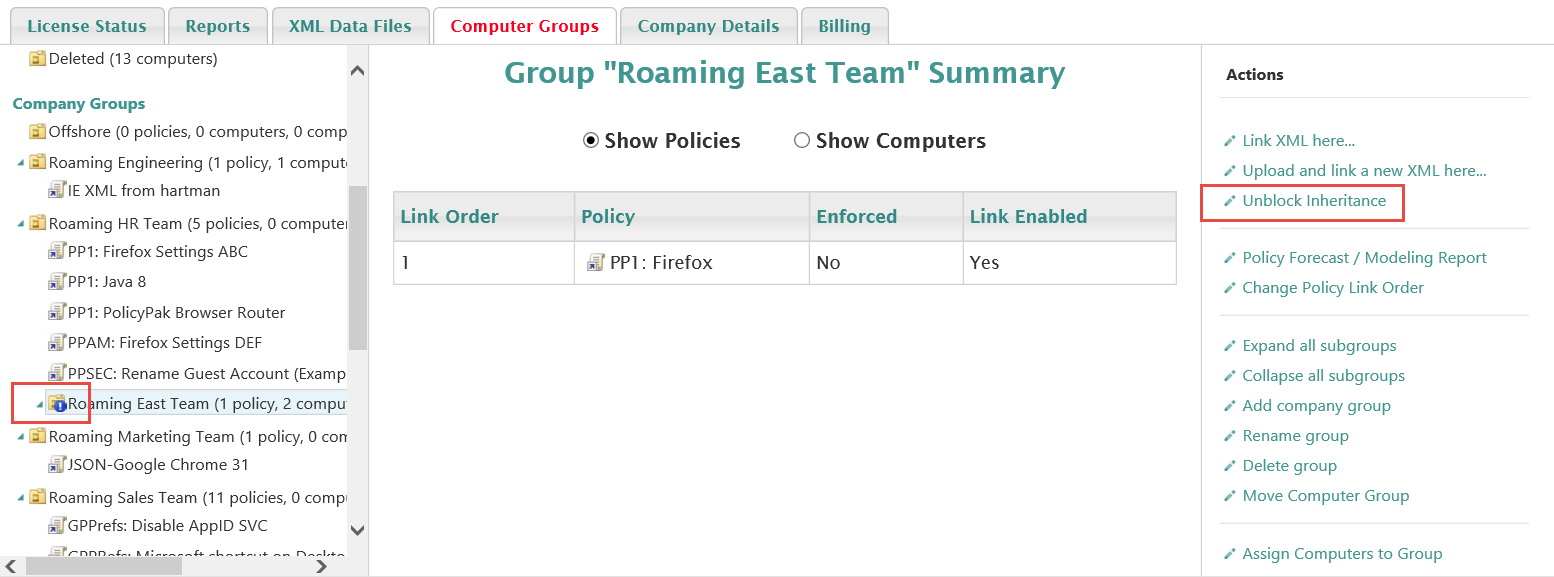 License Status
Reports
XML Data Files
Computer Groups
Company Details
Billing
Deleted (13 computers)
Company Groups
Offshore (0 policies, 0 computers, 0 comp
Roaming Engineering (1 policy, 1 comput
IE XML from hartman
Roaming HR Team (5 policies, 0 computer
PP1: Firefox Settings ABC
PP1: Java 8
PP1: PolicyPak Browser Router
PPAM: Firefox Settings DEF
PPSEC: Rename Guest Account (Examp
Roaming East Team (1 policy, 2 compu
Roaming Marketing Team (1 policy, 0 com
JSON-Google Chrome 31
Roaming Sales Team (11 policies, 0 comp
GPPrefs: Disable AppID SVC
GPPRefs: Microsoft shortcut on Deskto
Group "Roaming East Team" Summary
Show Policies
Show Computers
Link Order Policy Enforced Link Enabled
1 PP1: Firefox No Yes
Actions
Link XML here...
Upload and link a new XML here...
Unblock Inheritance
Policy Forecast / Modeling Report
Change Policy Link Order
Expand all subgroups
Collapse all subgroups
Add company group
Rename group
Delete group
Move Computer Group
Assign Computers to Group